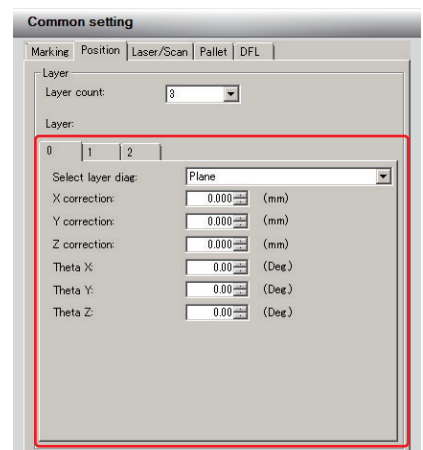 Common setting
Marking Position Laser/Scan Pallet DFL
Layer
Layer count: 3
Layer:
0 1 2
Select layer diag: Plane
X correction: 0.000 (mm)
Y correction: 0.000 (mm)
Z correction: 0.000 (mm)
Theta X: 0.00 (Deg.)
Theta Y: 0.00 (Deg.)
Theta Z: 0.00 (Deg.)